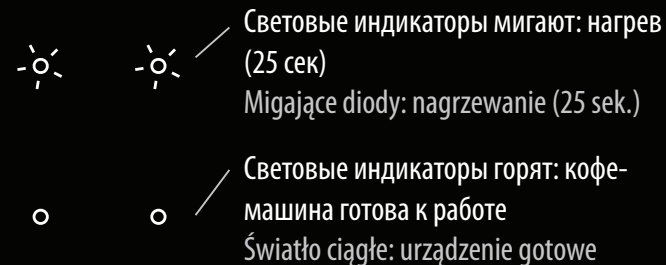 Световые индикаторы мигают: нагрев
(25 сек)
Migające diody: nagrzewanie (25 sek.)
Световые индикаторы горят: кофе-
машина готова к работе
Światło ciągłe: urządzenie gotowe